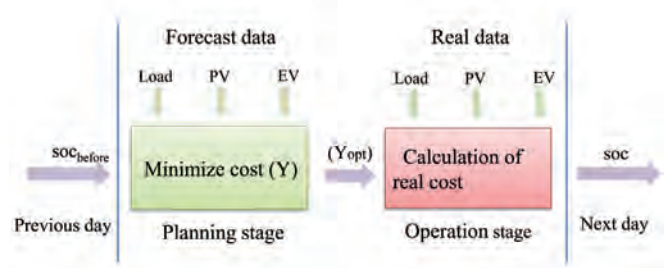 Forecast data
Real data
Load PV EV
Load PV EV
soc_before
Minimize cost (Y)
(Y_opt)
Calculation of
real cost
soc
Previous day
Planning stage
Operation stage
Next day